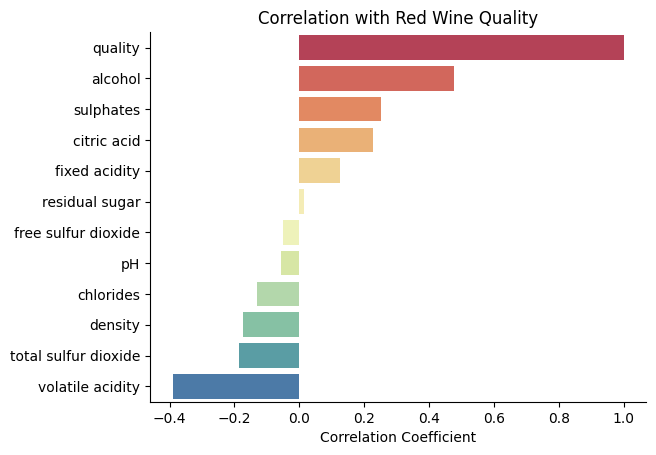 Correlation with Red Wine Quality
quality
alcohol
sulphates
citric acid
fixed acidity
residual sugar
free sulfur dioxide
pH
chlorides
density
total sulfur dioxide
volatile acidity
−0.4 −0.2 0.0 0.2 0.4 0.6 0.8 1.0
Correlation Coefficient